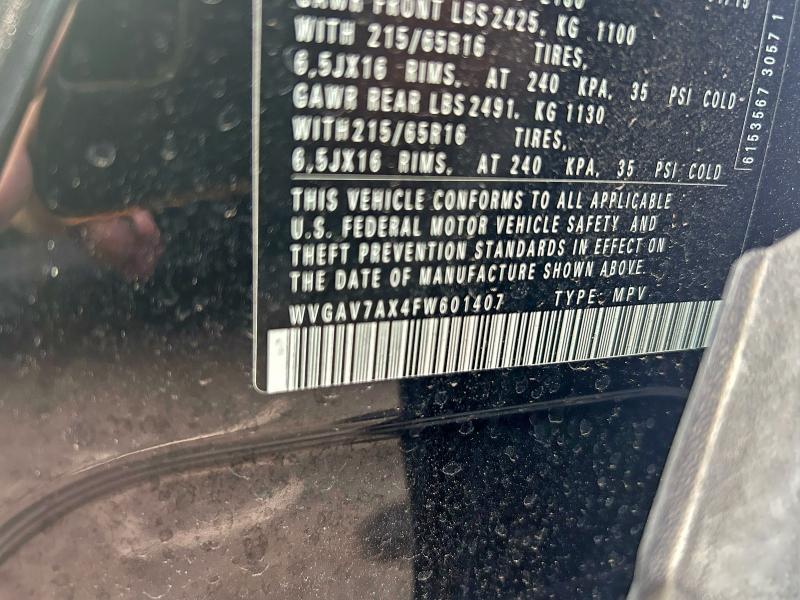 GAWR FRONT LBS 2425, KG 1100
WITH 215/65R16 TIRES,
6.5JX16 RIMS, AT 240 KPA, 35 PSI COLD
GAWR REAR LBS 2491, KG 1130
WITH 215/65R16 TIRES,
6.5JX16 RIMS, AT 240 KPA, 35 PSI COLD
THIS VEHICLE CONFORMS TO ALL APPLICABLE
U.S. FEDERAL MOTOR VEHICLE SAFETY AND
THEFT PREVENTION STANDARDS IN EFFECT ON
THE DATE OF MANUFACTURE SHOWN ABOVE.
WVGAV7AX4FW601407 TYPE: MPV
6153567 3057 1